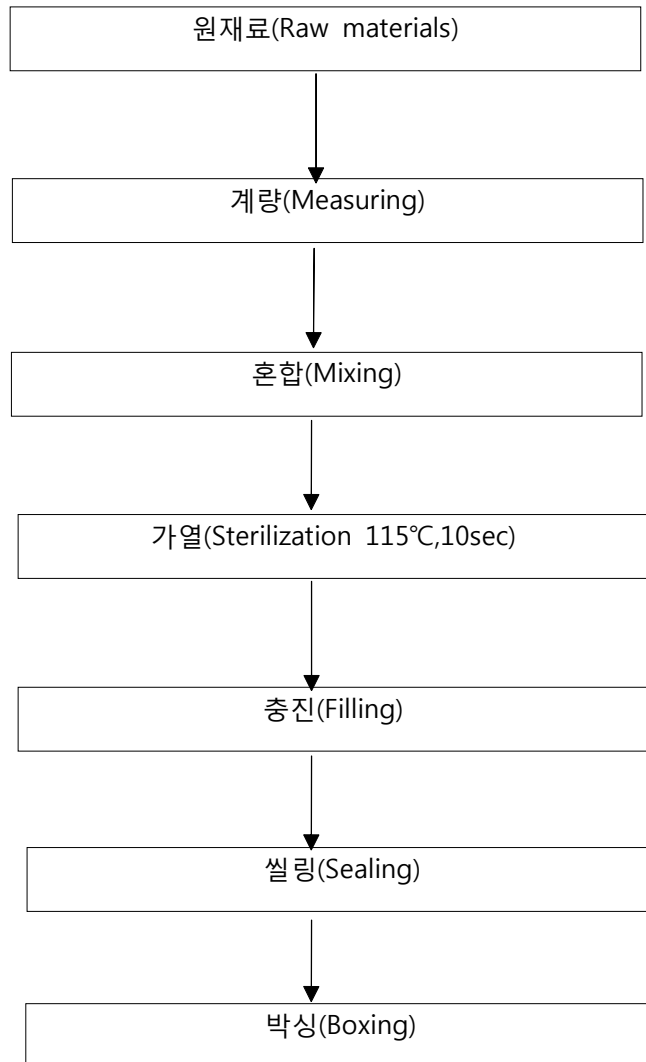 원재료(Raw materials)
계량(Measuring)
혼합(Mixing)
가열(Sterilization 115℃,10sec)
충진(Filling)
씰링(Sealing)
박싱(Boxing)